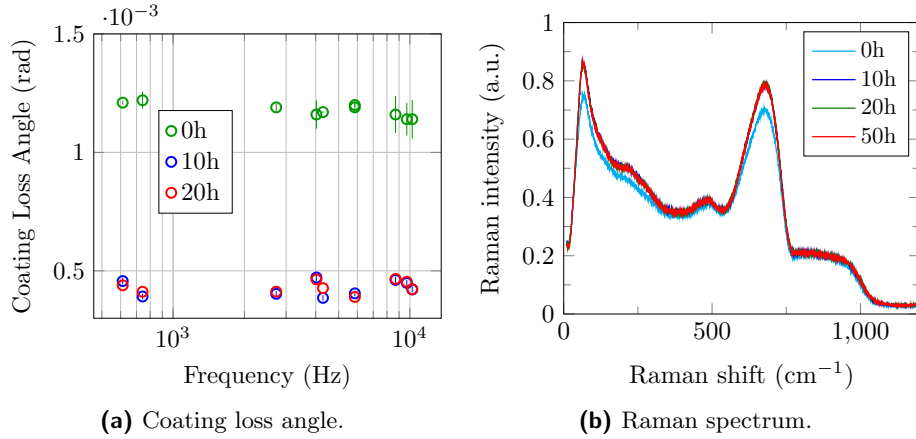 ·10⁻³
1.5
1
0.5
Coating Loss Angle (rad)
0h
10h
20h
10³
10⁴
Frequency (Hz)
(a) Coating loss angle.
1
0.8
0.6
0.4
0.2
0
Raman intensity (a.u.)
0h
10h
20h
50h
0
500
1,000
Raman shift (cm⁻¹)
(b) Raman spectrum.